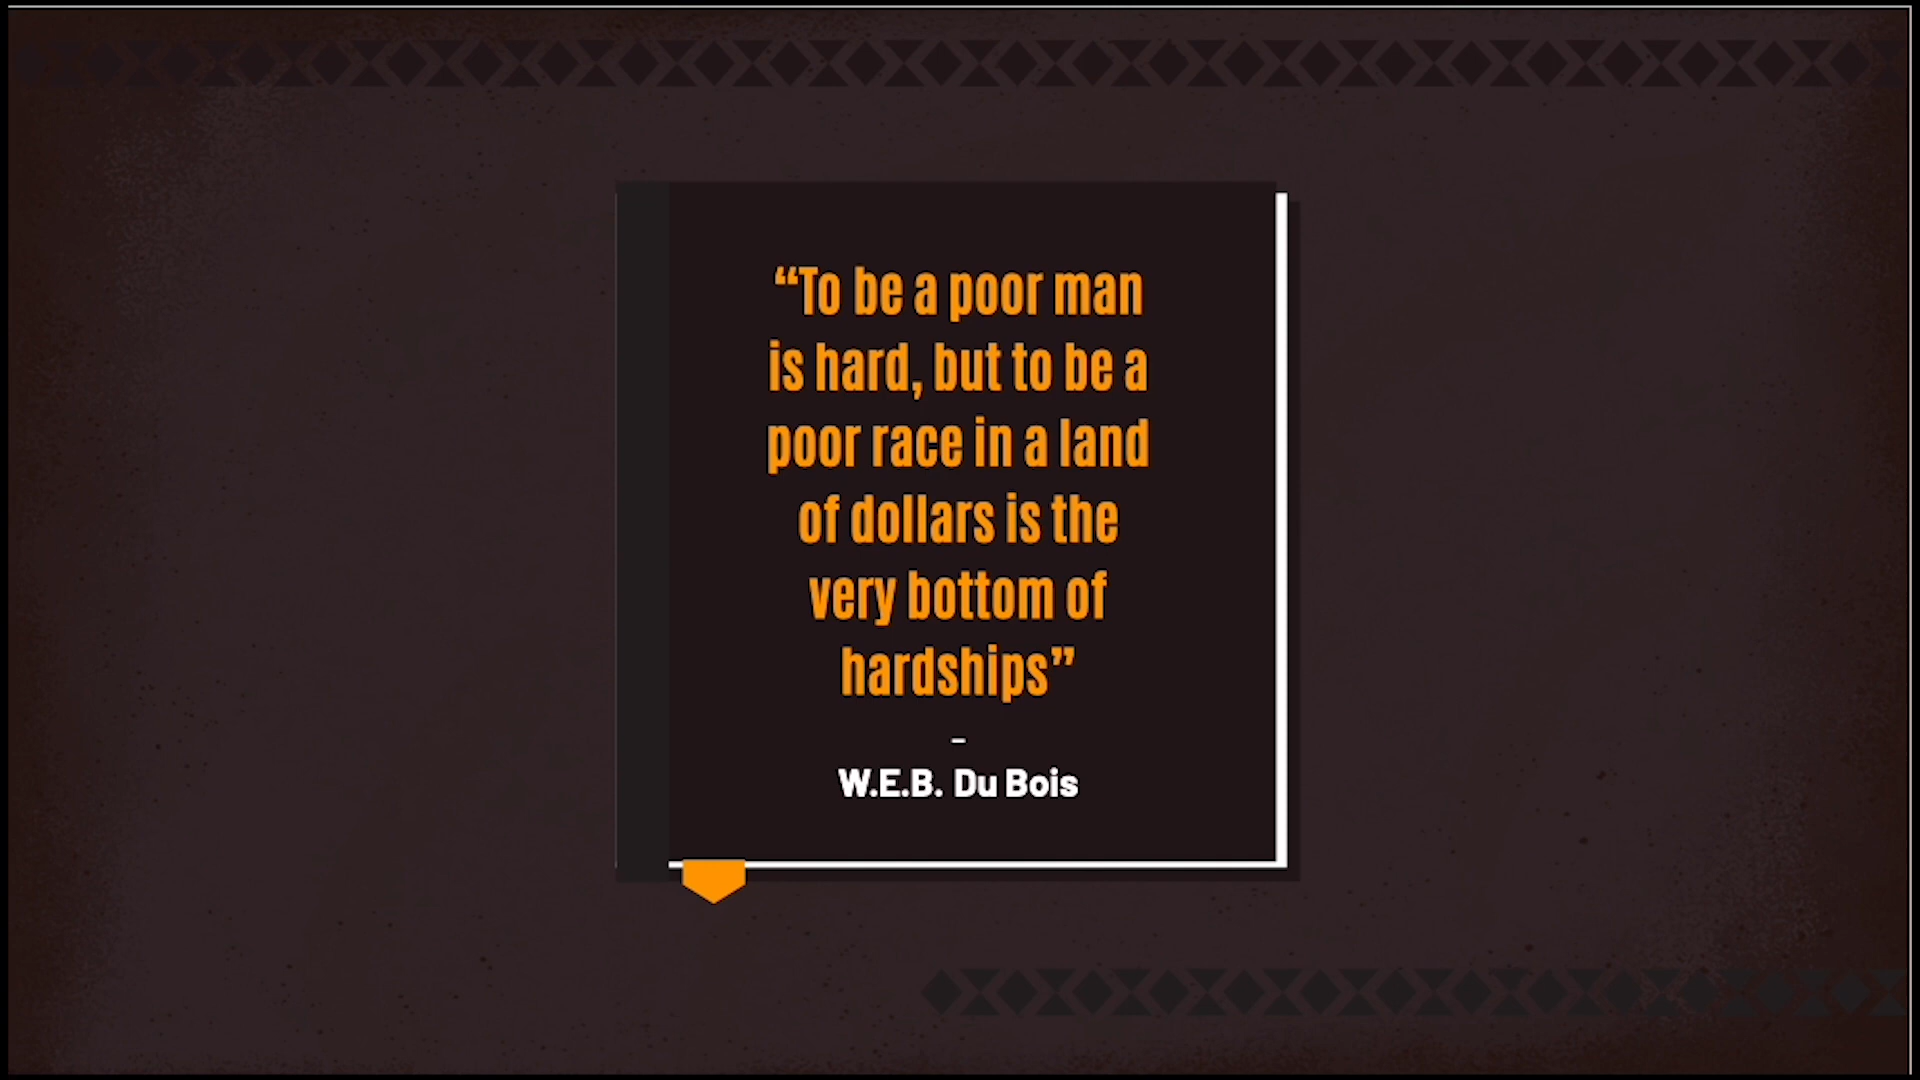 “To be a poor man
is hard, but to be a
poor race in a land
of dollars is the
very bottom of
hardships”
–
W.E.B. Du Bois